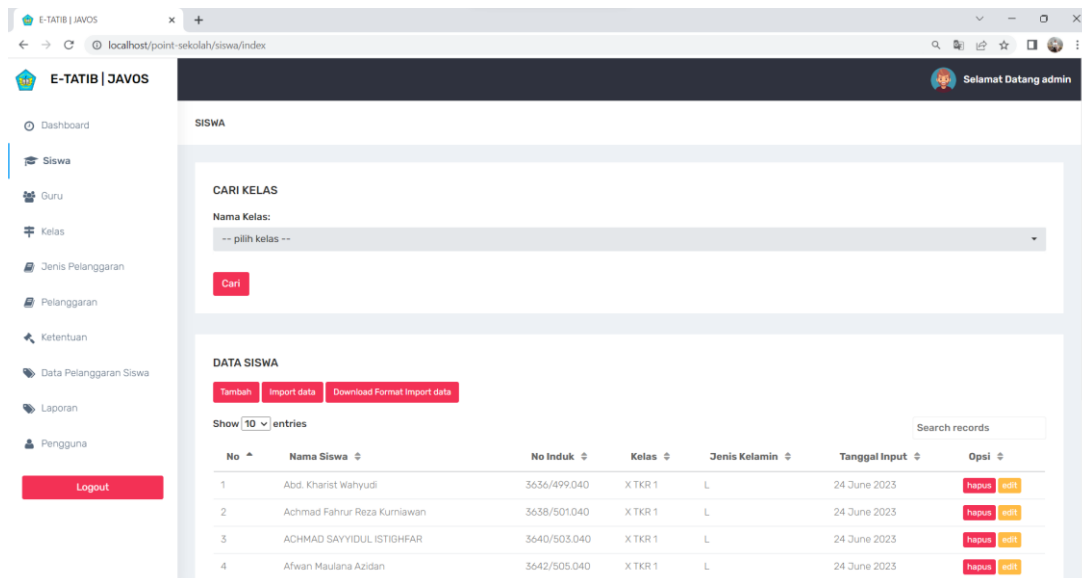 E-TATIB | JAVOS
localhost/point-sekolah/siswa/index
E-TATIB | JAVOS
Selamat Datang admin
Dashboard
Siswa
Guru
Kelas
Jenis Pelanggaran
Pelanggaran
Ketentuan
Data Pelanggaran Siswa
Laporan
Pengguna
Logout
SISWA
CARI KELAS
Nama Kelas:
-- pilih kelas --
Cari
DATA SISWA
Tambah Import data Download Format Import data
Show 10 entries
Search records
No Nama Siswa No Induk Kelas Jenis Kelamin Tanggal Input Opsi
1 Abd. Kharist Wahyudi 3636/499.040 X TKR 1 L 24 June 2023 hapus edit
2 Achmad Fahrur Reza Kurniawan 3638/501.040 X TKR 1 L 24 June 2023 hapus edit
3 ACHMAD SAYYIDUL ISTIGHFAR 3640/503.040 X TKR 1 L 24 June 2023 hapus edit
4 Afwan Maulana Azidan 3642/505.040 X TKR 1 L 24 June 2023 hapus edit